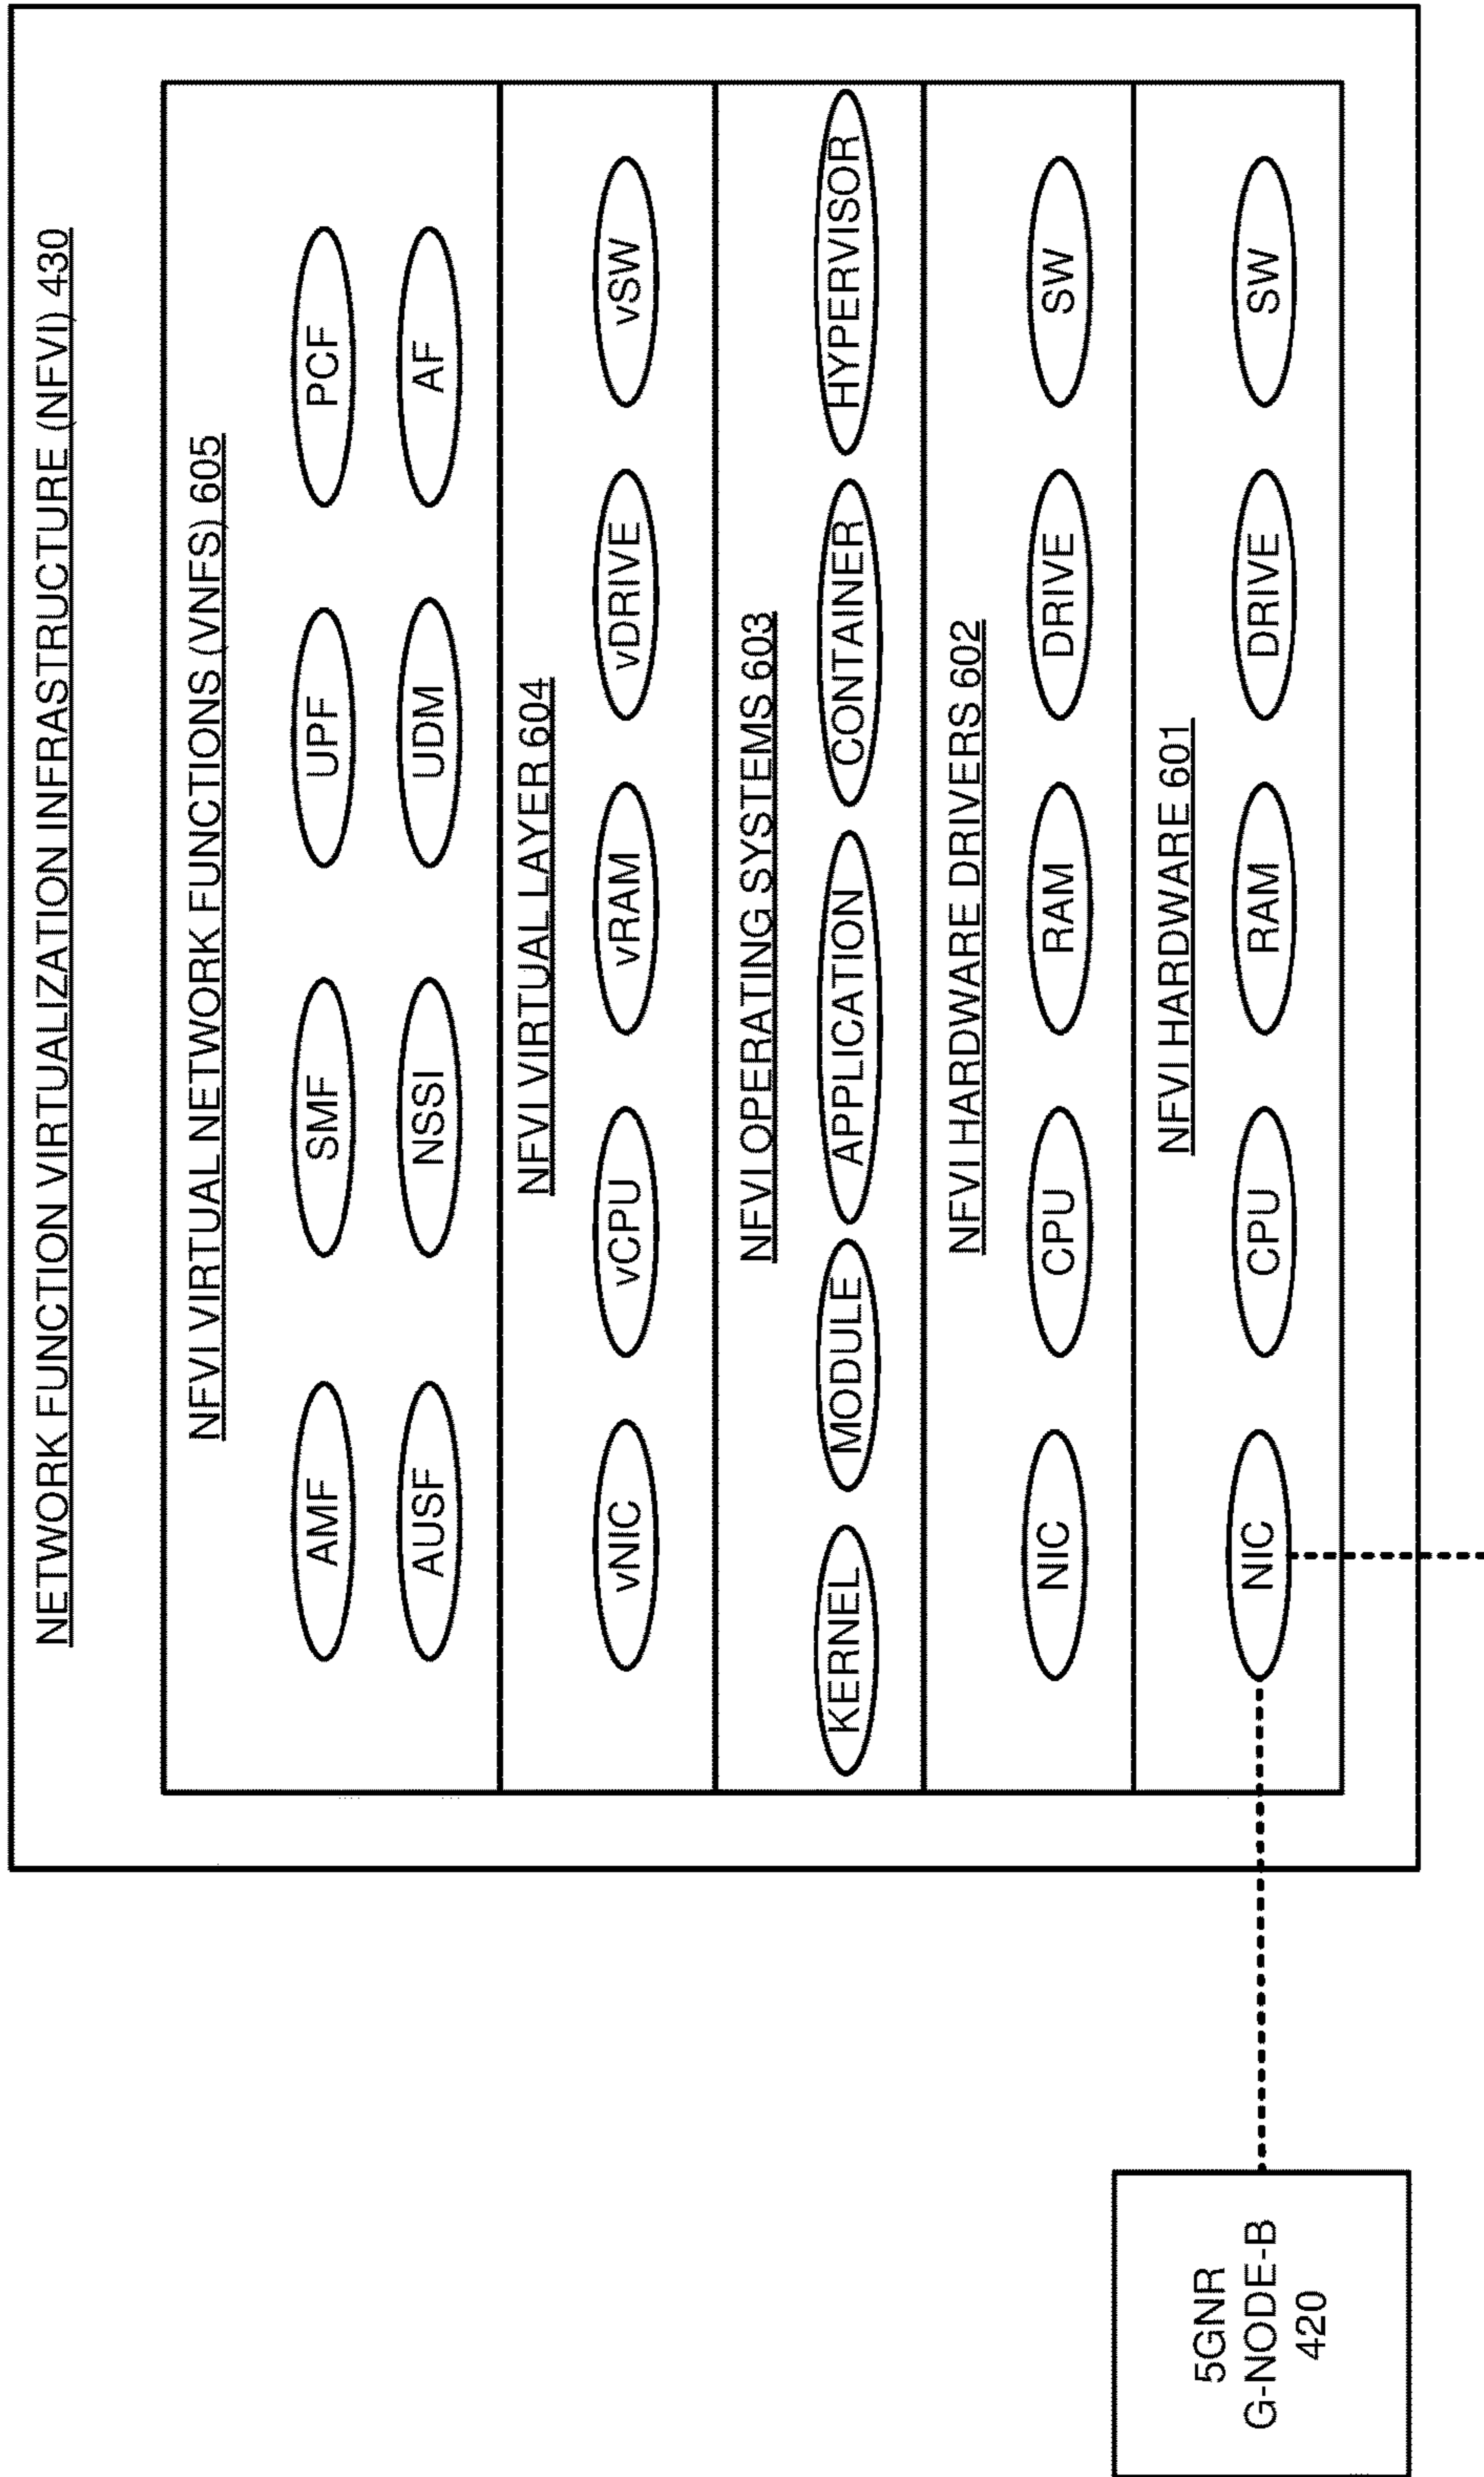 NETWORK FUNCTION VIRTUALIZATION INFRASTRUCTURE (NFVI) 430
NFVI VIRTUAL NETWORK FUNCTIONS (VNFS) 605
AMF SMF UPF PCF
AUSF NSSI UDM AF
NFVI VIRTUAL LAYER 604
vNIC vCPU vRAM vDRIVE vSW
NFVI OPERATING SYSTEMS 603
KERNEL MODULE APPLICATION CONTAINER HYPERVISOR
NFVI HARDWARE DRIVERS 602
NIC CPU RAM DRIVE SW
NFVI HARDWARE 601
NIC CPU RAM DRIVE SW
5GNR
G-NODE-B
420